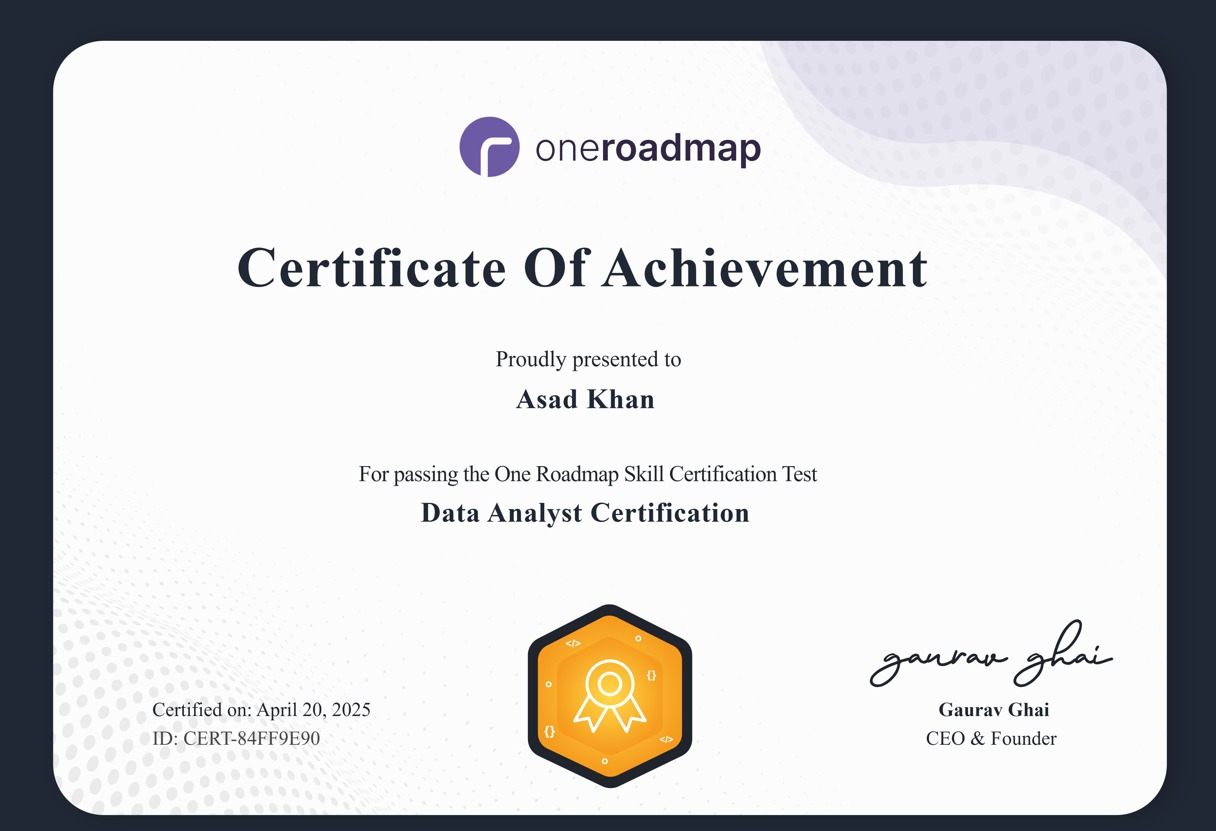 oneroadmap
Certificate Of Achievement
Proudly presented to
Asad Khan
For passing the One Roadmap Skill Certification Test
Data Analyst Certification
</>
{}
{}
</>
gaurav ghai
Certified on: April 20, 2025
Gaurav Ghai
ID: CERT-84FF9E90
CEO & Founder